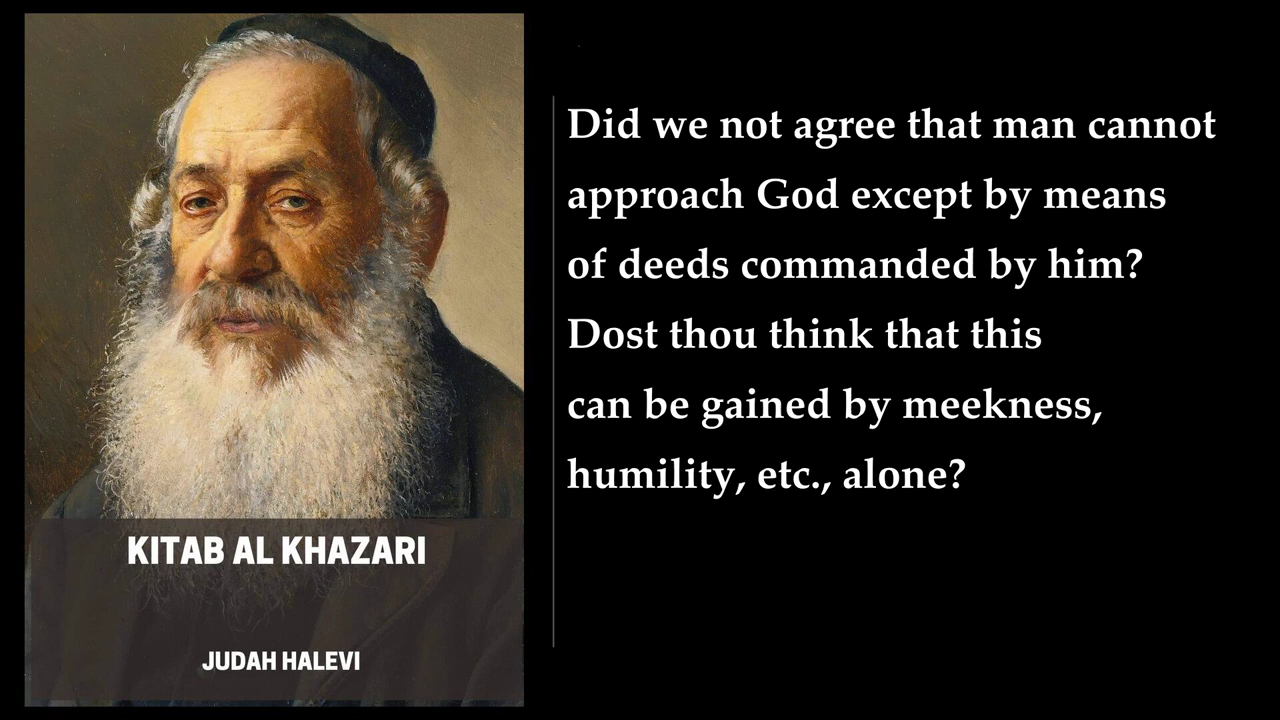 KITAB AL KHAZARI
JUDAH HALEVI
Did we not agree that man cannot
approach God except by means
of deeds commanded by him?
Dost thou think that this
can be gained by meekness,
humility, etc., alone?